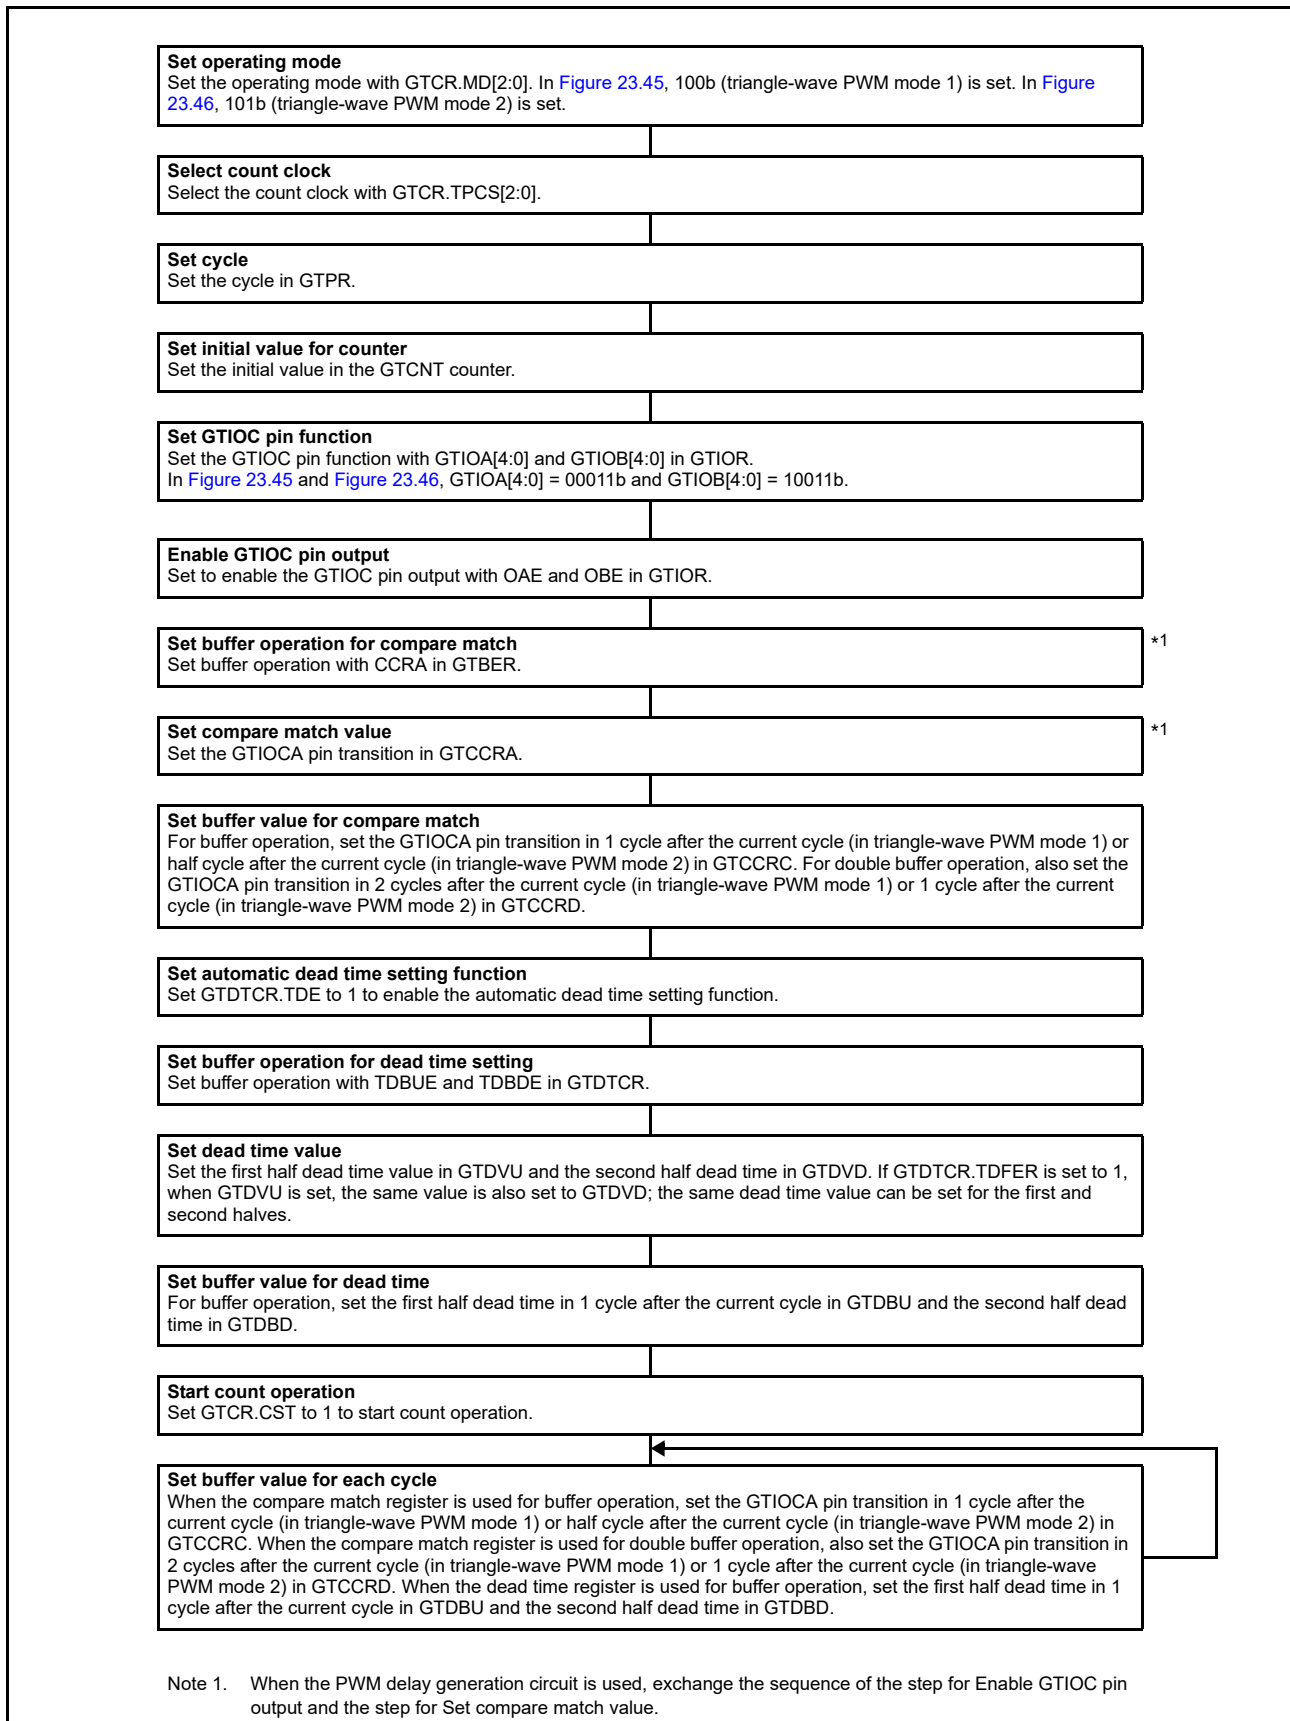 Set operating mode
Set the operating mode with GTCR.MD[2:0]. In Figure 23.45, 100b (triangle-wave PWM mode 1) is set. In Figure
23.46, 101b (triangle-wave PWM mode 2) is set.
Select count clock
Select the count clock with GTCR.TPCS[2:0].
Set cycle
Set the cycle in GTPR.
Set initial value for counter
Set the initial value in the GTCNT counter.
Set GTIOC pin function
Set the GTIOC pin function with GTIOA[4:0] and GTIOB[4:0] in GTIOR.
In Figure 23.45 and Figure 23.46, GTIOA[4:0] = 00011b and GTIOB[4:0] = 10011b.
Enable GTIOC pin output
Set to enable the GTIOC pin output with OAE and OBE in GTIOR.
Set buffer operation for compare match
Set buffer operation with CCRA in GTBER.
*1
Set compare match value
Set the GTIOCA pin transition in GTCCRA.
*1
Set buffer value for compare match
For buffer operation, set the GTIOCA pin transition in 1 cycle after the current cycle (in triangle-wave PWM mode 1) or
half cycle after the current cycle (in triangle-wave PWM mode 2) in GTCCRC. For double buffer operation, also set the
GTIOCA pin transition in 2 cycles after the current cycle (in triangle-wave PWM mode 1) or 1 cycle after the current
cycle (in triangle-wave PWM mode 2) in GTCCRD.
Set automatic dead time setting function
Set GTDTCR.TDE to 1 to enable the automatic dead time setting function.
Set buffer operation for dead time setting
Set buffer operation with TDBUE and TDBDE in GTDTCR.
Set dead time value
Set the first half dead time value in GTDVU and the second half dead time in GTDVD. If GTDTCR.TDFER is set to 1,
when GTDVU is set, the same value is also set to GTDVD; the same dead time value can be set for the first and
second halves.
Set buffer value for dead time
For buffer operation, set the first half dead time in 1 cycle after the current cycle in GTDBU and the second half dead
time in GTDBD.
Start count operation
Set GTCR.CST to 1 to start count operation.
Set buffer value for each cycle
When the compare match register is used for buffer operation, set the GTIOCA pin transition in 1 cycle after the
current cycle (in triangle-wave PWM mode 1) or half cycle after the current cycle (in triangle-wave PWM mode 2) in
GTCCRC. When the compare match register is used for double buffer operation, also set the GTIOCA pin transition in
2 cycles after the current cycle (in triangle-wave PWM mode 1) or 1 cycle after the current cycle (in triangle-wave
PWM mode 2) in GTCCRD. When the dead time register is used for buffer operation, set the first half dead time in 1
cycle after the current cycle in GTDBU and the second half dead time in GTDBD.
Note 1. When the PWM delay generation circuit is used, exchange the sequence of the step for Enable GTIOC pin
output and the step for Set compare match value.